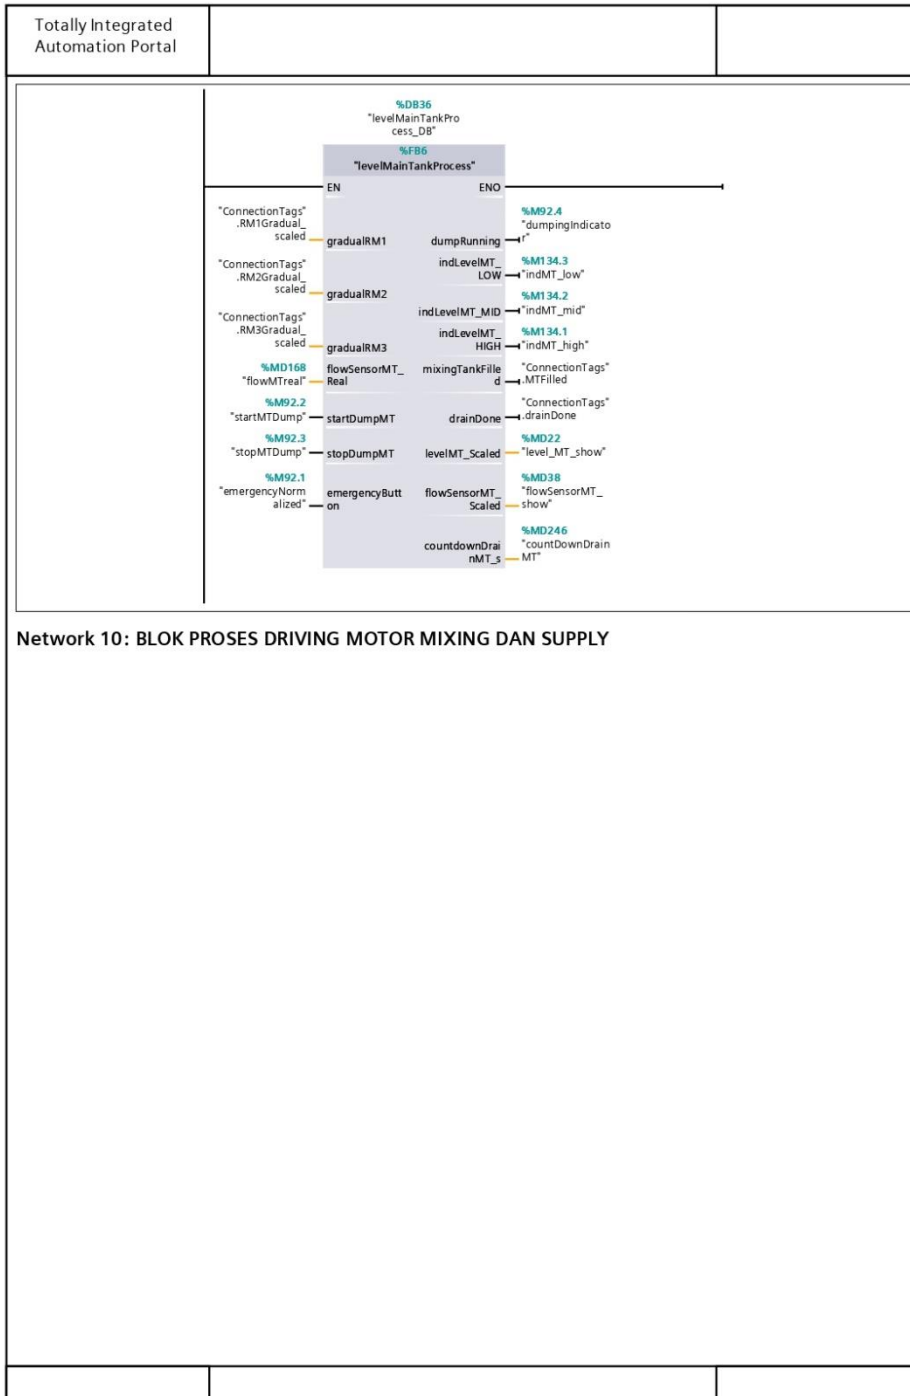 Totally Integrated
Automation Portal
%DB36
"levelMainTankPro
cess_DB"
%FB6
"levelMainTankProcess"
EN
ENO
"ConnectionTags"
.RM1Gradual_
scaled
gradualRM1
"ConnectionTags"
.RM2Gradual_
scaled
gradualRM2
"ConnectionTags"
.RM3Gradual_
scaled
gradualRM3
%MD168
"flowMTreal"
flowSensorMT_
Real
%M92.2
"startMTDump"
startDumpMT
%M92.3
"stopMTDump"
stopDumpMT
%M92.1
"emergencyNorm
alized"
emergencyButt
on
dumpRunning
%M92.4
"dumpingIndicato
r"
indLevelMT_
LOW
%M134.3
"indMT_low"
indLevelMT_MID
%M134.2
"indMT_mid"
indLevelMT_
HIGH
%M134.1
"indMT_high"
mixingTankFille
d
"ConnectionTags"
.MTFilled
drainDone
"ConnectionTags"
.drainDone
levelMT_Scaled
%MD22
"level_MT_show"
flowSensorMT_
Scaled
%MD38
"flowSensorMT_
show"
countdownDrai
nMT_s
%MD246
"countDownDrain
MT"
Network 10: BLOK PROSES DRIVING MOTOR MIXING DAN SUPPLY